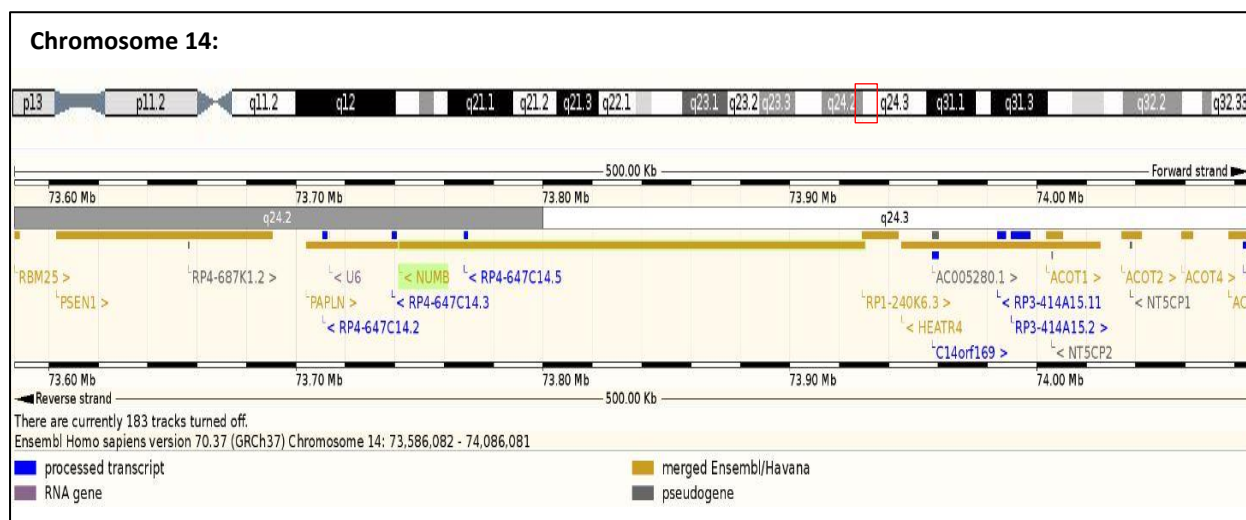 Chromosome 14:
p13 p11.2 q11.2 q12 q21.1 q21.2 q21.3 q22.1 q23.1 q23.2 q23.3 q24.2 q24.3 q31.1 q31.3 q32.2 q32.33
500.00 Kb Forward strand
73.60 Mb 73.70 Mb 73.80 Mb 73.90 Mb 74.00 Mb
q24.2 q24.3
RBM25 > RP4-687K1.2 > < U6 < NUMB < RP4-647C14.5 AC005280.1 > ACOT1 > ACOT2 > ACOT4 >
PSEN1 > PAPLN > < RP4-647C14.3 RP1-240K6.3 > < RP3-414A15.11 < NT5CP1 AC
< RP4-647C14.2 < HEATR4 RP3-414A15.2 >
C14orf169 > < NT5CP2
73.60 Mb 73.70 Mb 73.80 Mb 73.90 Mb 74.00 Mb
Reverse strand 500.00 Kb
There are currently 183 tracks turned off.
Ensembl Homo sapiens version 70.37 (GRCh37) Chromosome 14: 73,586,082 - 74,086,081
processed transcript merged Ensembl/Havana
RNA gene pseudogene